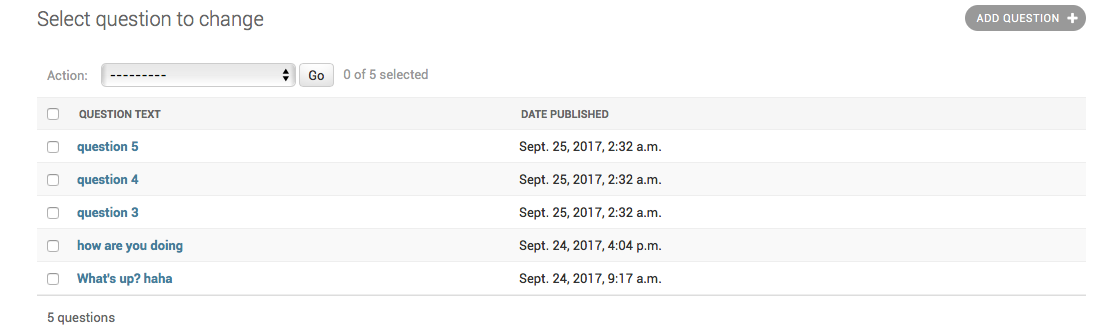 Select question to change
ADD QUESTION +
Action: --------- Go 0 of 5 selected
QUESTION TEXT DATE PUBLISHED
question 5 Sept. 25, 2017, 2:32 a.m.
question 4 Sept. 25, 2017, 2:32 a.m.
question 3 Sept. 25, 2017, 2:32 a.m.
how are you doing Sept. 24, 2017, 4:04 p.m.
What's up? haha Sept. 24, 2017, 9:17 a.m.
5 questions